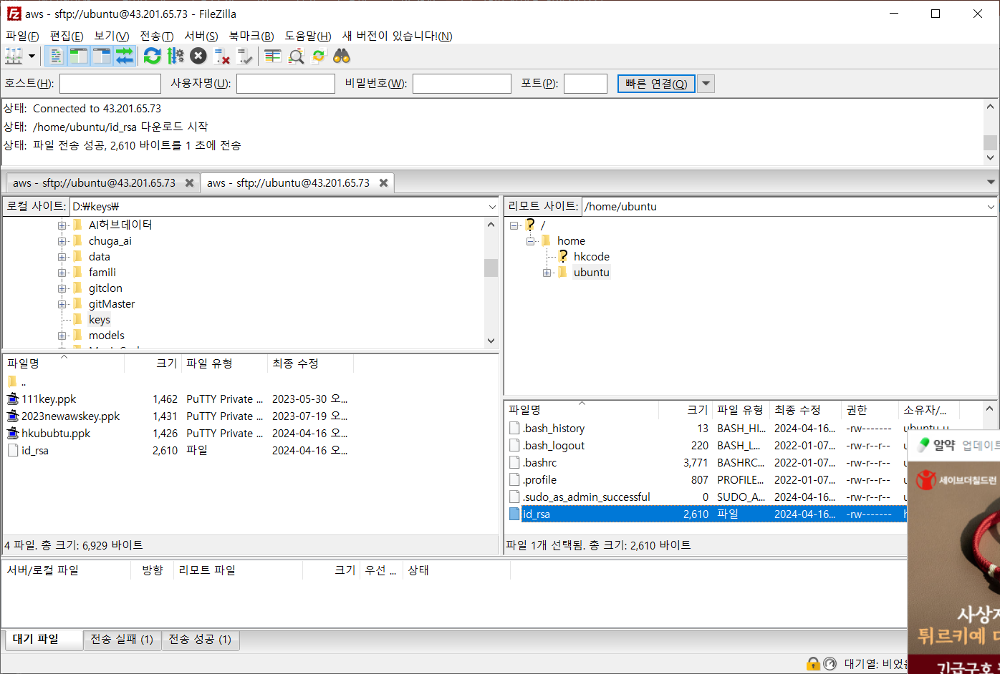 aws - sftp://ubuntu@43.201.65.73 - FileZilla
파일(F) 편집(E) 보기(V) 전송(T) 서버(S) 북마크(B) 도움말(H) 새 버전이 있습니다!(N)
호스트(H): 사용자명(U): 비밀번호(W): 포트(P): 빠른 연결(Q)
상태: Connected to 43.201.65.73
상태: /home/ubuntu/id_rsa 다운로드 시작
상태: 파일 전송 성공, 2,610 바이트를 1 초에 전송
aws - sftp://ubuntu@43.201.65.73 aws - sftp://ubuntu@43.201.65.73
로컬 사이트: D:₩keys₩
AI허브데이터
chuga_ai
data
famili
gitclon
gitMaster
keys
models
파일명 크기 파일 유형 최종 수정
..
111key.ppk 1,462 PuTTY Private ... 2023-05-30 오...
2023newawskey.ppk 1,431 PuTTY Private ... 2023-07-19 오...
hkububtu.ppk 1,426 PuTTY Private ... 2024-04-16 오...
id_rsa 2,610 파일 2024-04-16 오...
4 파일. 총 크기: 6,929 바이트
리모트 사이트: /home/ubuntu
/
home
hkcode
ubuntu
파일명 크기 파일 유형 최종 수정 권한 소유자/...
.bash_history 13 BASH_HI... 2024-04-16... -rw------- ubuntu u
.bash_logout 220 BASH_L... 2022-01-07... -rw-r--r--
.bashrc 3,771 BASHRC... 2022-01-07... -rw-r--r--
.profile 807 PROFILE... 2022-01-07... -rw-r--r--
.sudo_as_admin_successful 0 SUDO_A... 2024-04-16... -rw-r--r--
id_rsa 2,610 파일 2024-04-16... -rw-------
파일 1개 선택됨. 총 크기: 2,610 바이트
서버/로컬 파일 방향 리모트 파일 크기 우선 ... 상태
대기 파일 전송 실패 (1) 전송 성공 (1)
대기열: 비었음
알약 업데이트
세이브더칠드런
튀르키예
긴급구호